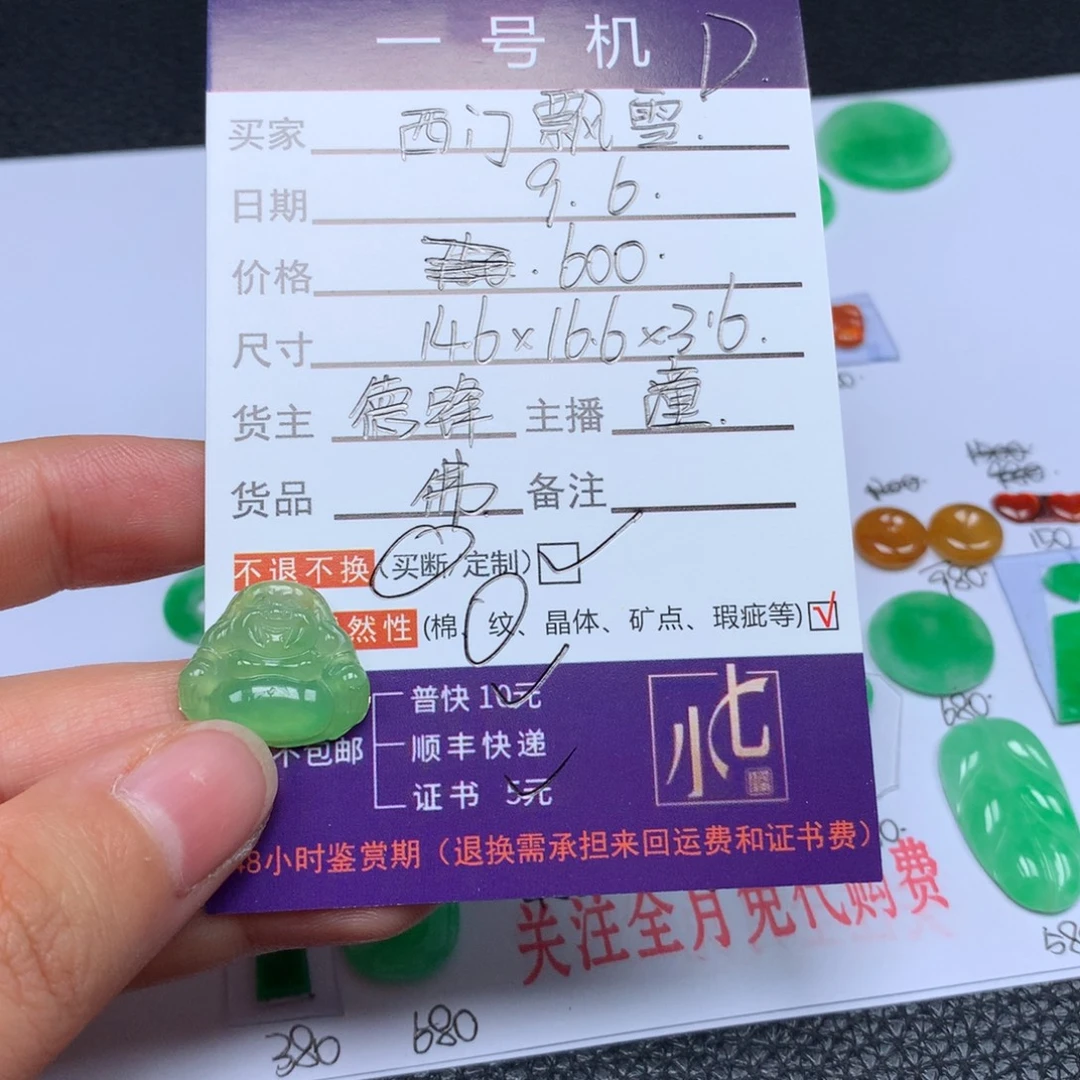 一号机 D
买家 西门飘雪.
日期 9.6.
价格 600.
尺寸 14.6×16.6×3.6.
货主 德锋 主播 潼.
货品 佛 备注
不退不换(买断/定制)
然性(棉、纹、晶体、矿点、瑕疵等)
普快 10元
不包邮 顺丰快递
证书 5元
小七
48小时鉴赏期(退换需承担来回运费和证书费)
关注全月免代购费
150
980.
680.
580
380
680